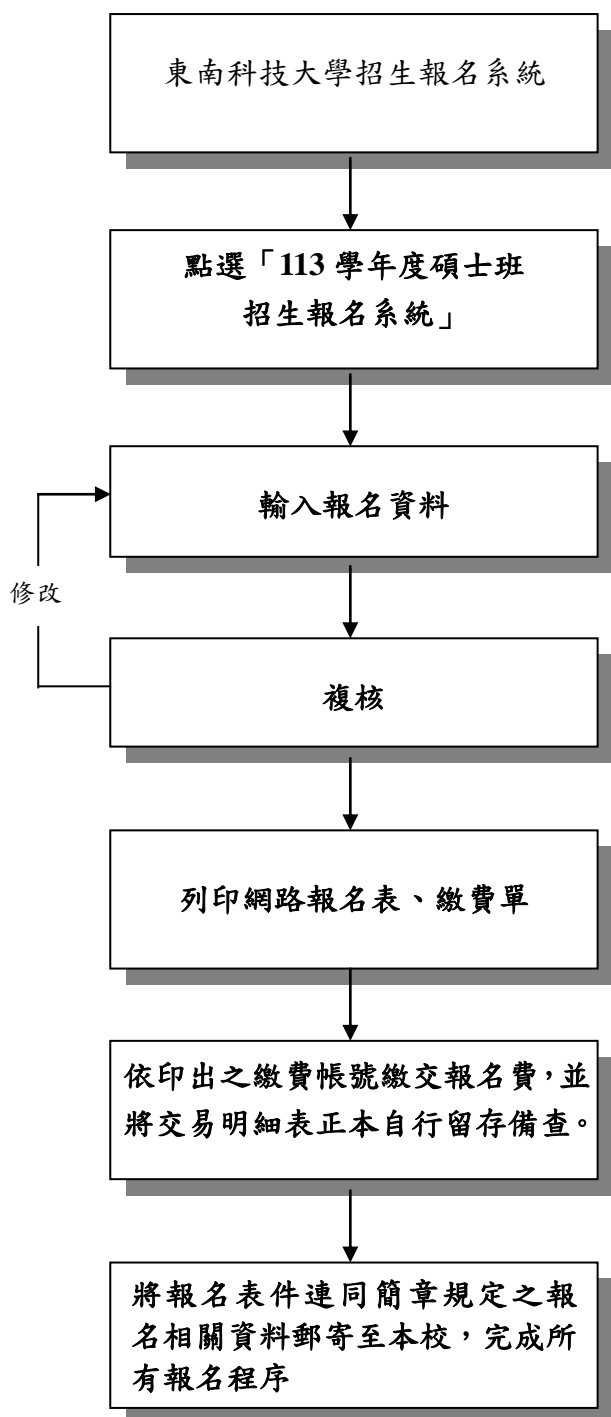 東南科技大學招生報名系統
點選「113 學年度碩士班
招生報名系統」
輸入報名資料
修改
複核
列印網路報名表、繳費單
依印出之繳費帳號繳交報名費，並
將交易明細表正本自行留存備查。
將報名表件連同簡章規定之報
名相關資料郵寄至本校，完成所
有報名程序